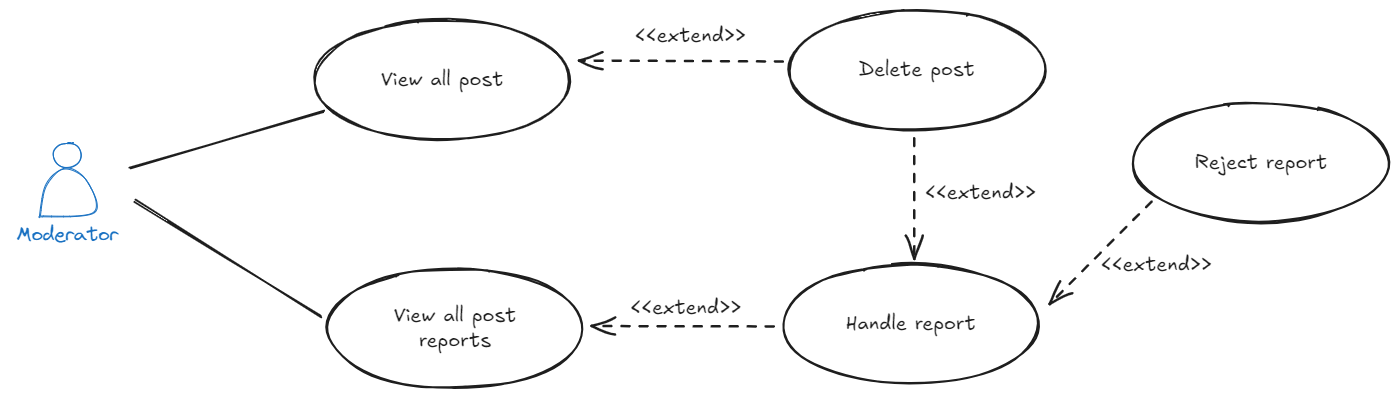 <<extend>>
View all post
Delete post
Reject report
<<extend>>
Moderator
<<extend>>
<<extend>>
View all post
reports
Handle report